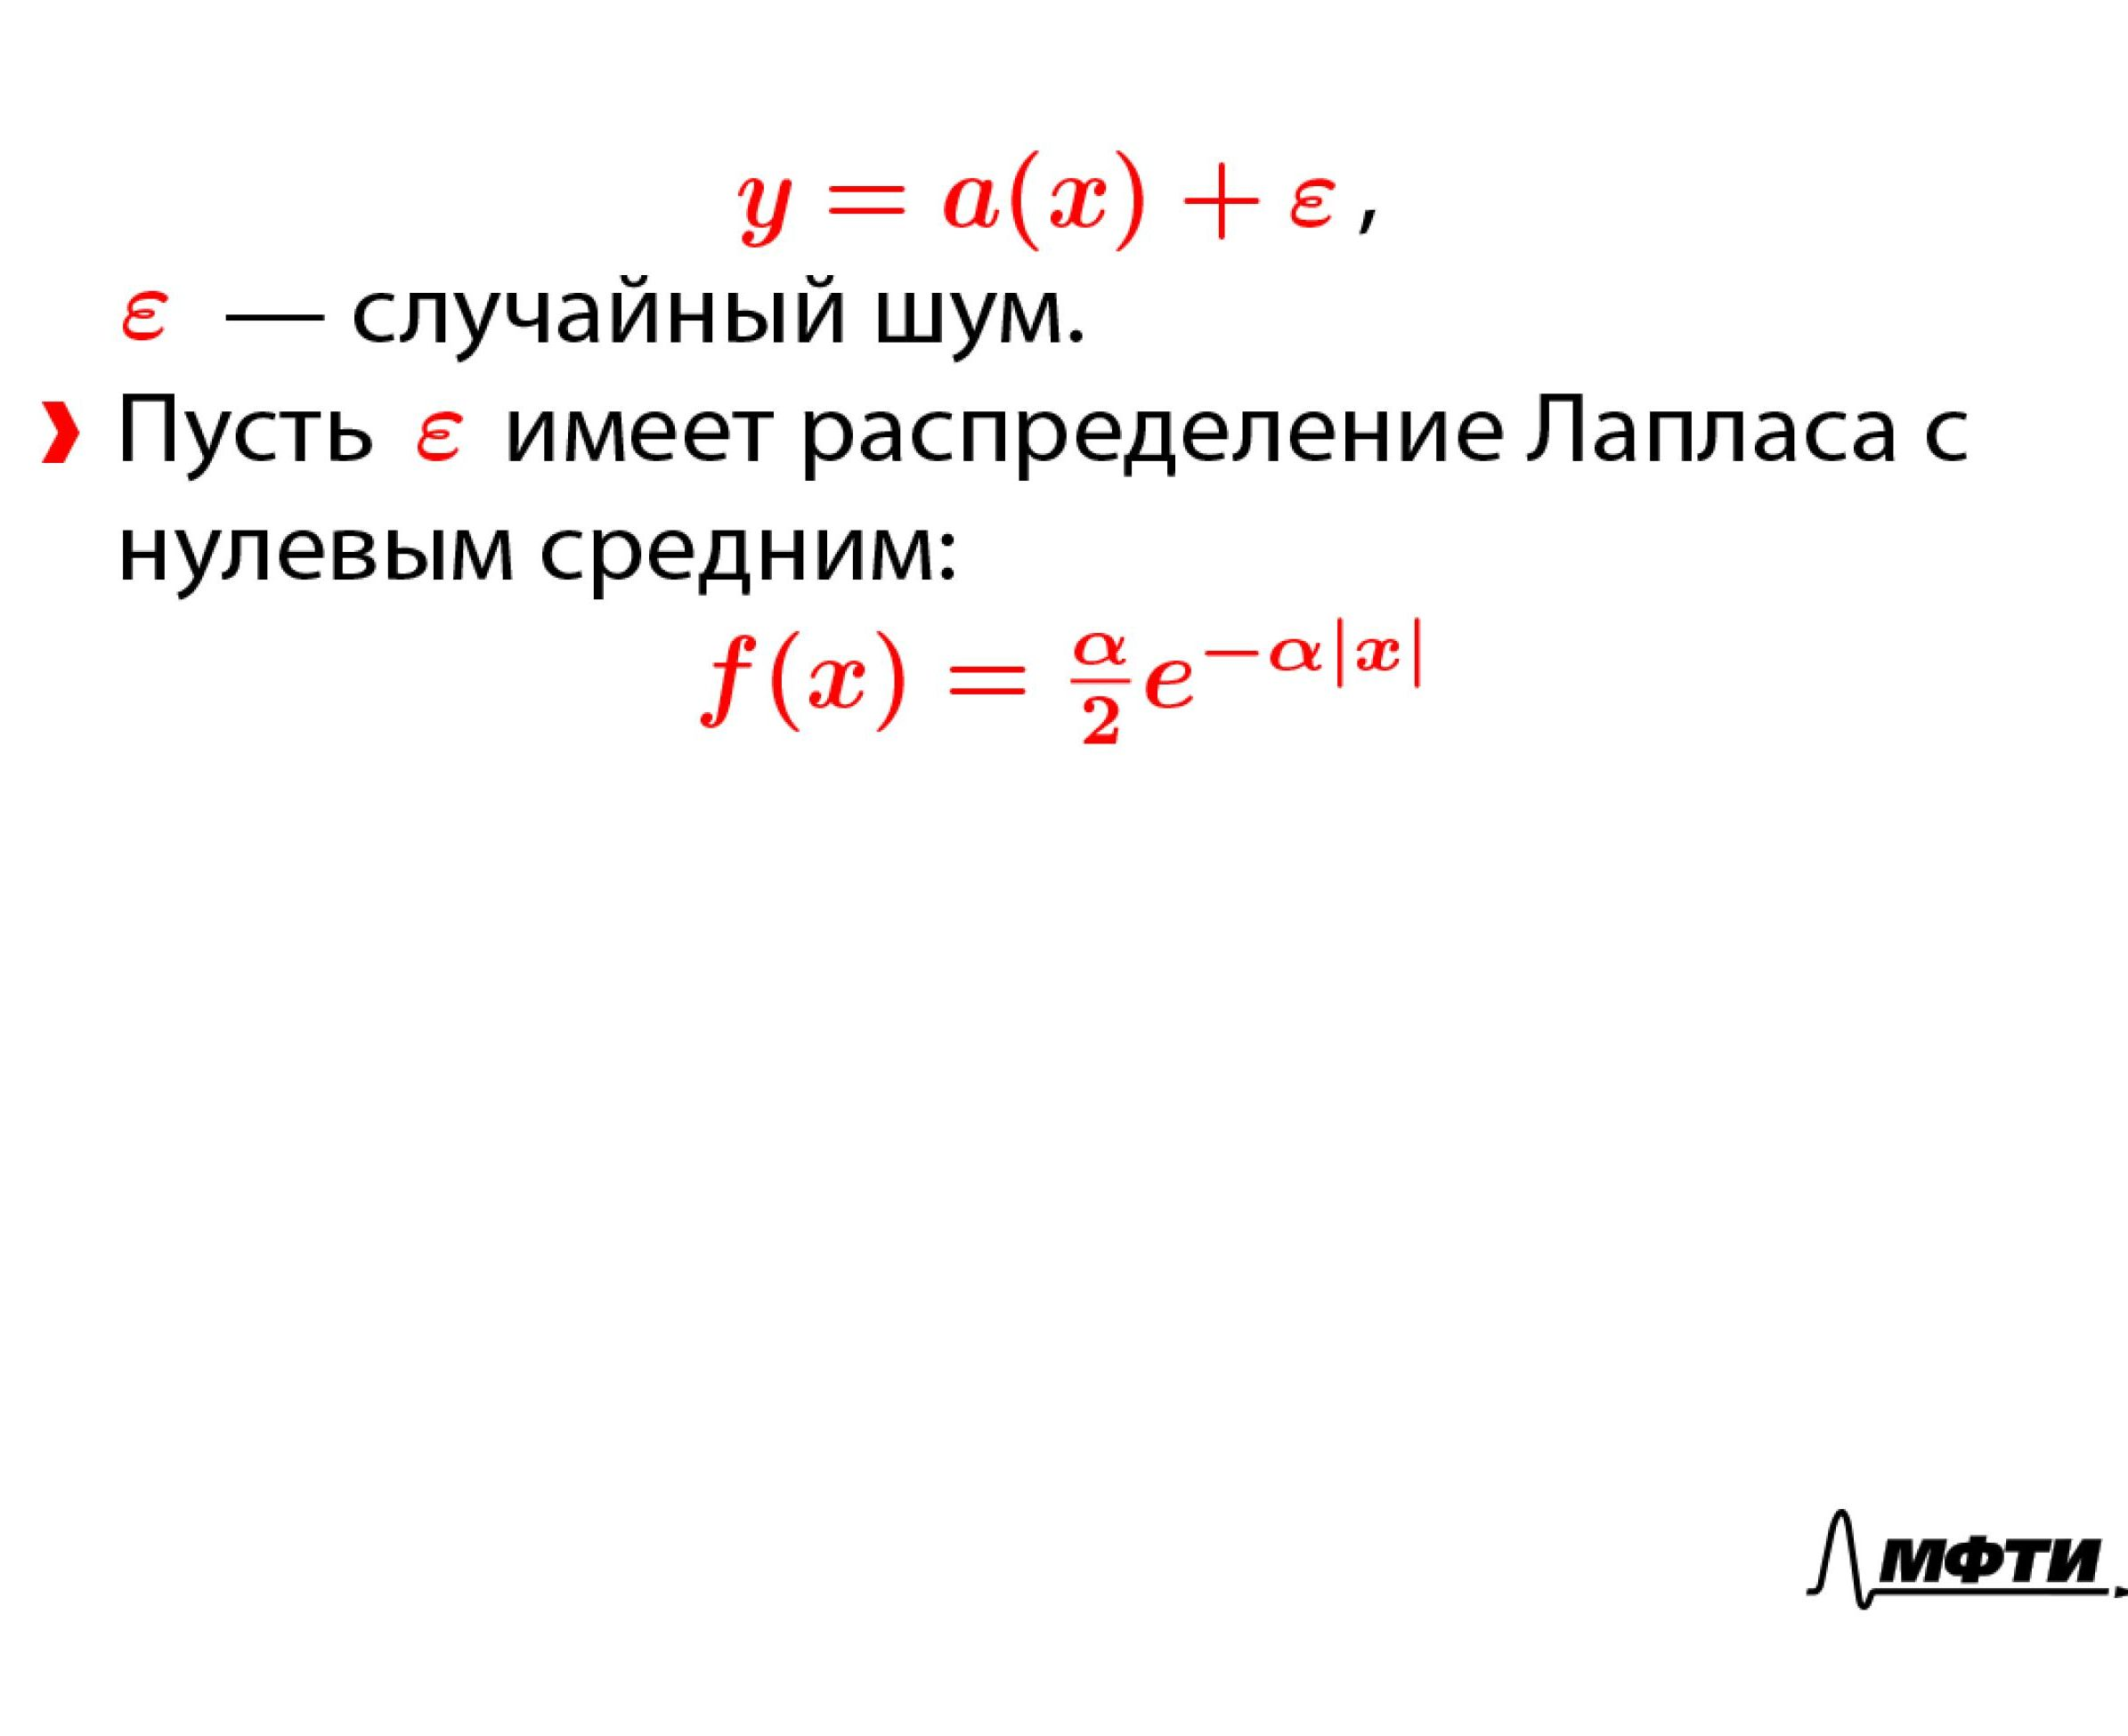 y = a(x) + ε ,
ε — случайный шум.
Пусть ε имеет распределение Лапласа с
нулевым средним:
f(x) = α/2 e^{−α|x|}
МФТИ